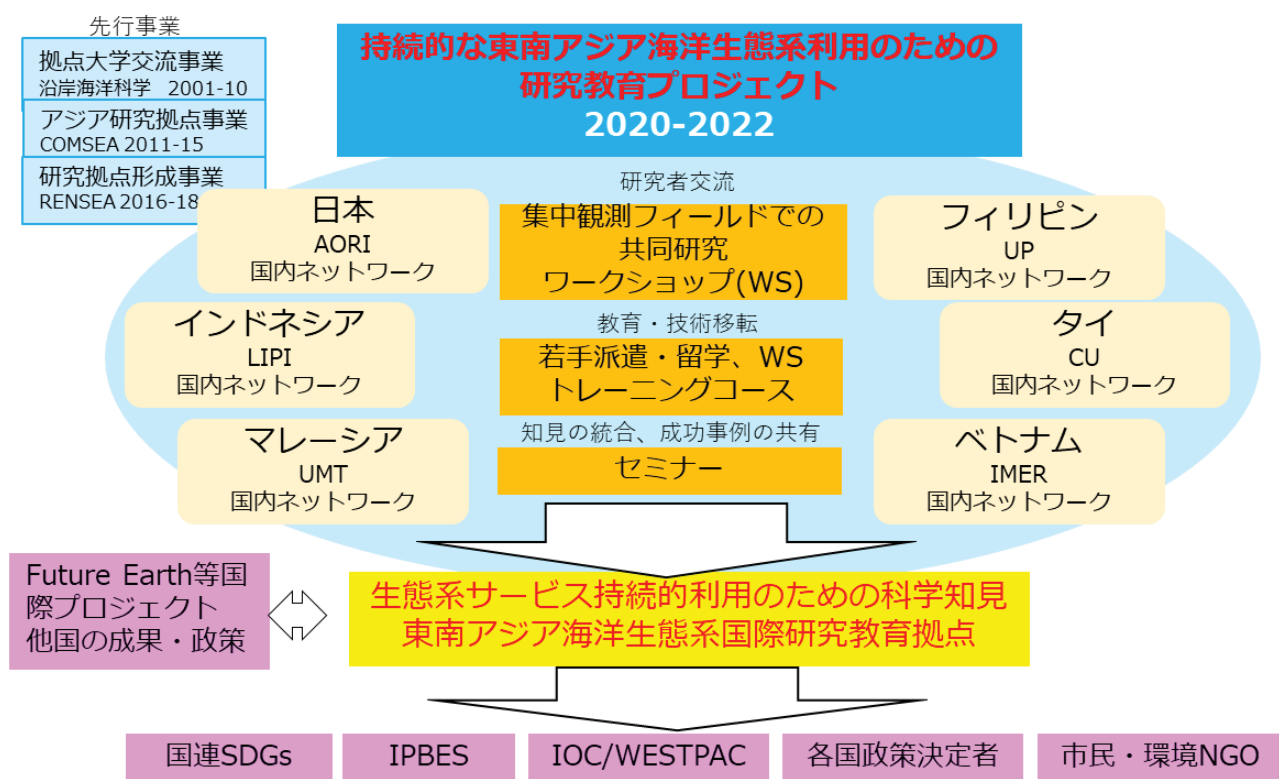 先行事業
拠点大学交流事業
沿岸海洋科学 2001-10
アジア研究拠点事業
COMSEA 2011-15
研究拠点形成事業
RENSEA 2016-18
持続的な東南アジア海洋生態系利用のための
研究教育プロジェクト
2020-2022
研究者交流
集中観測フィールドでの
共同研究
ワークショップ(WS)
教育・技術移転
若手派遣・留学、WS
トレーニングコース
知見の統合、成功事例の共有
セミナー
日本
AORI
国内ネットワーク
インドネシア
LIPI
国内ネットワーク
マレーシア
UMT
国内ネットワーク
フィリピン
UP
国内ネットワーク
タイ
CU
国内ネットワーク
ベトナム
IMER
国内ネットワーク
Future Earth等国
際プロジェクト
他国の成果・政策
生態系サービス持続的利用のための科学知見
東南アジア海洋生態系国際研究教育拠点
国連SDGs
IPBES
IOC/WESTPAC
各国政策決定者
市民・環境NGO